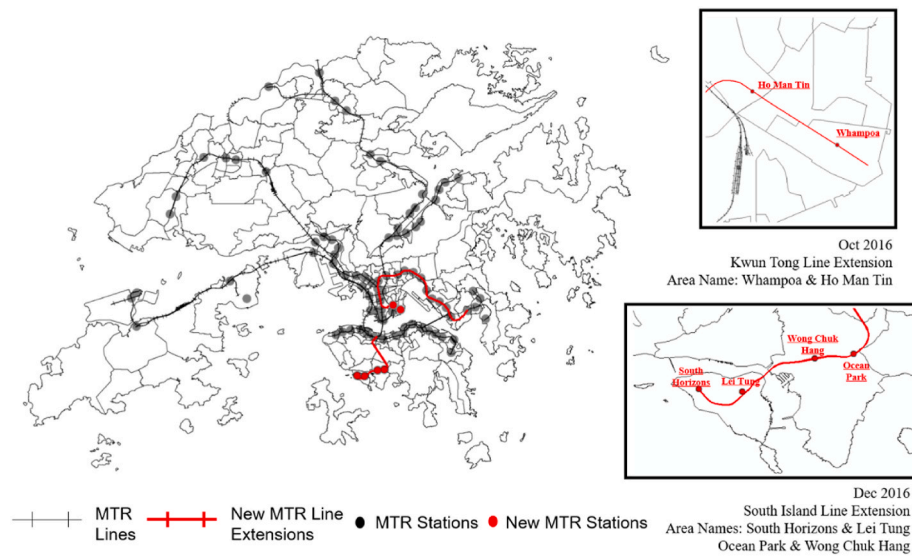 Ho Man Tin
Whampoa
Oct 2016
Kwun Tong Line Extension
Area Name: Whampoa & Ho Man Tin
Wong Chuk
Hang
Ocean
Park
South
Horizons
Lei Tung
Dec 2016
South Island Line Extension
Area Names: South Horizons & Lei Tung
Ocean Park & Wong Chuk Hang
MTR
Lines
New MTR Line
Extensions
MTR Stations
New MTR Stations